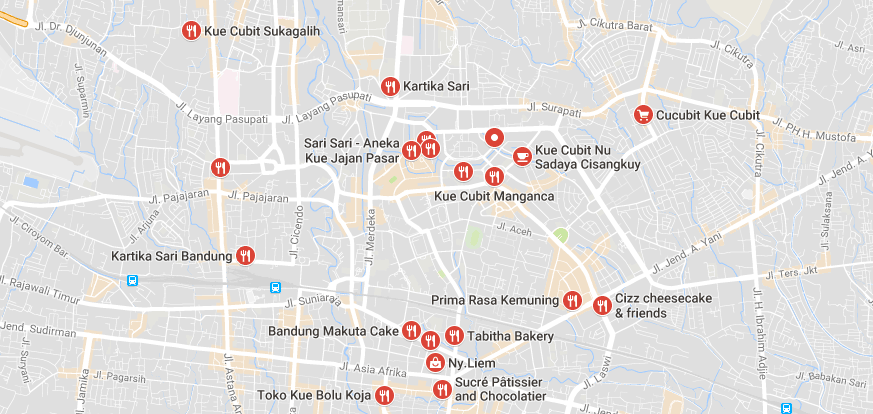 Jl. Dr. Djunjunan
Kue Cubit Sukagalih
Jl. Cikutra Barat
Jl. Cikutra
Jl. Asri
Jl. Suparmin
Kartika Sari
Jl. Layang Pasupati
Jl. Layang Pasupati
Jl. Surapati
Cucubit Kue Cubit
Jl. PH.H. Mustofa
Sari Sari - Aneka
Kue Jajan Pasar
Kue Cubit Nu
Sadaya Cisangkuy
Jl. Cikutra
Jl. Pajajaran
Jl. Pajajaran
Kue Cubit Manganca
Jl. Arjuna
Jl. Cicendo
Jl. Merdeka
Jl. Aceh
Jl. Jend. A. Yani
Jl. Jend. A.
Jl. Sulaksana
Jl. Ciroyom Bar
Kartika Sari Bandung
Jl. Ters. Jkt
Jl. Rajawali Timur
Jl. Suniaraja
Prima Rasa Kemuning
Cizz cheesecake
& friends
Jl. H. Ibrahim Adjie
Jend. Sudirman
Bandung Makuta Cake
Tabitha Bakery
Jl. Suryani
Jl. Asia Afrika
Ny.Liem
Jl. Laswi
Jl. Pagarsih
Jl. Jamika
Jl. Astana
Toko Kue Bolu Koja
Sucré Pâtissier
and Chocolatier
Jl. Babakan Sari